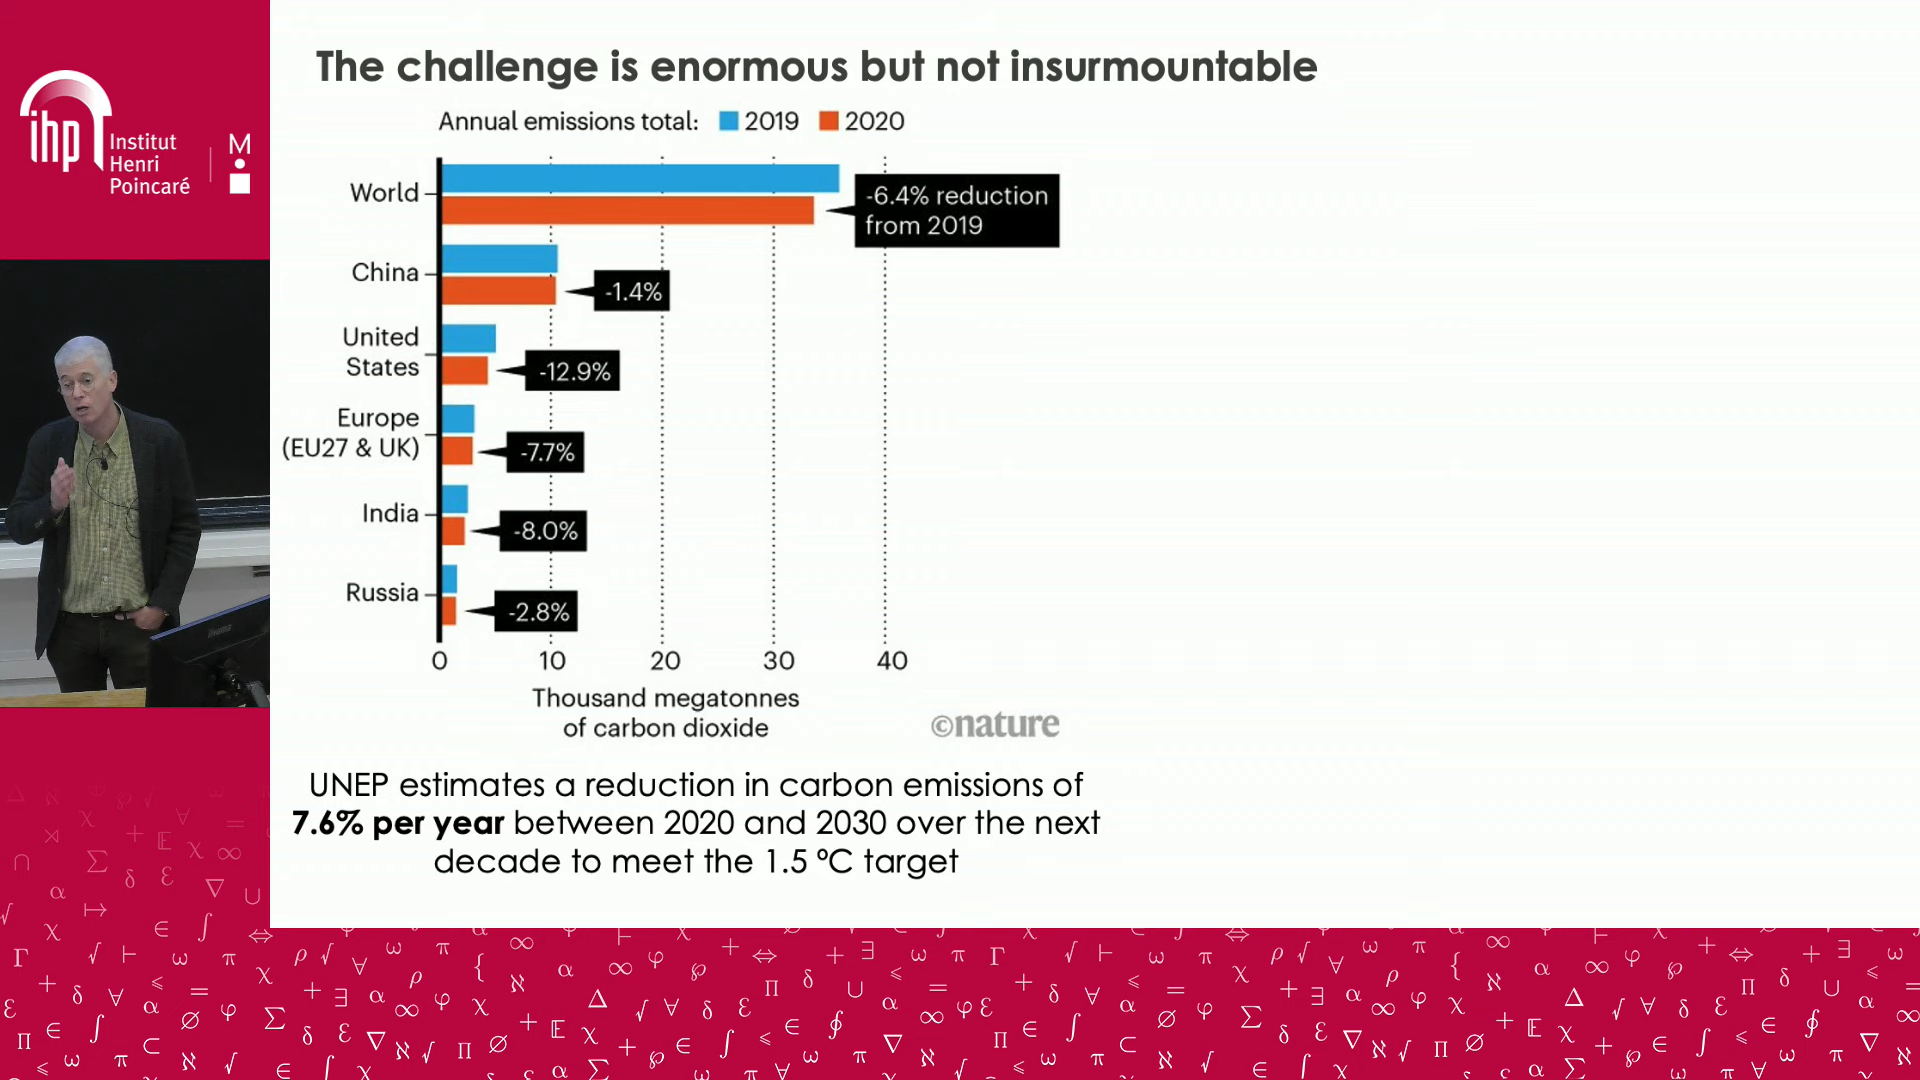 The challenge is enormous but not insurmountable
ihp
Institut
Henri
Poincaré
M
Annual emissions total: 2019 2020
World
-6.4% reduction
from 2019
China
-1.4%
United
States
-12.9%
Europe
(EU27 & UK)
-7.7%
India
-8.0%
Russia
-2.8%
0 10 20 30 40
Thousand megatonnes
of carbon dioxide
©nature
UNEP estimates a reduction in carbon emissions of
7.6% per year between 2020 and 2030 over the next
decade to meet the 1.5 ºC target